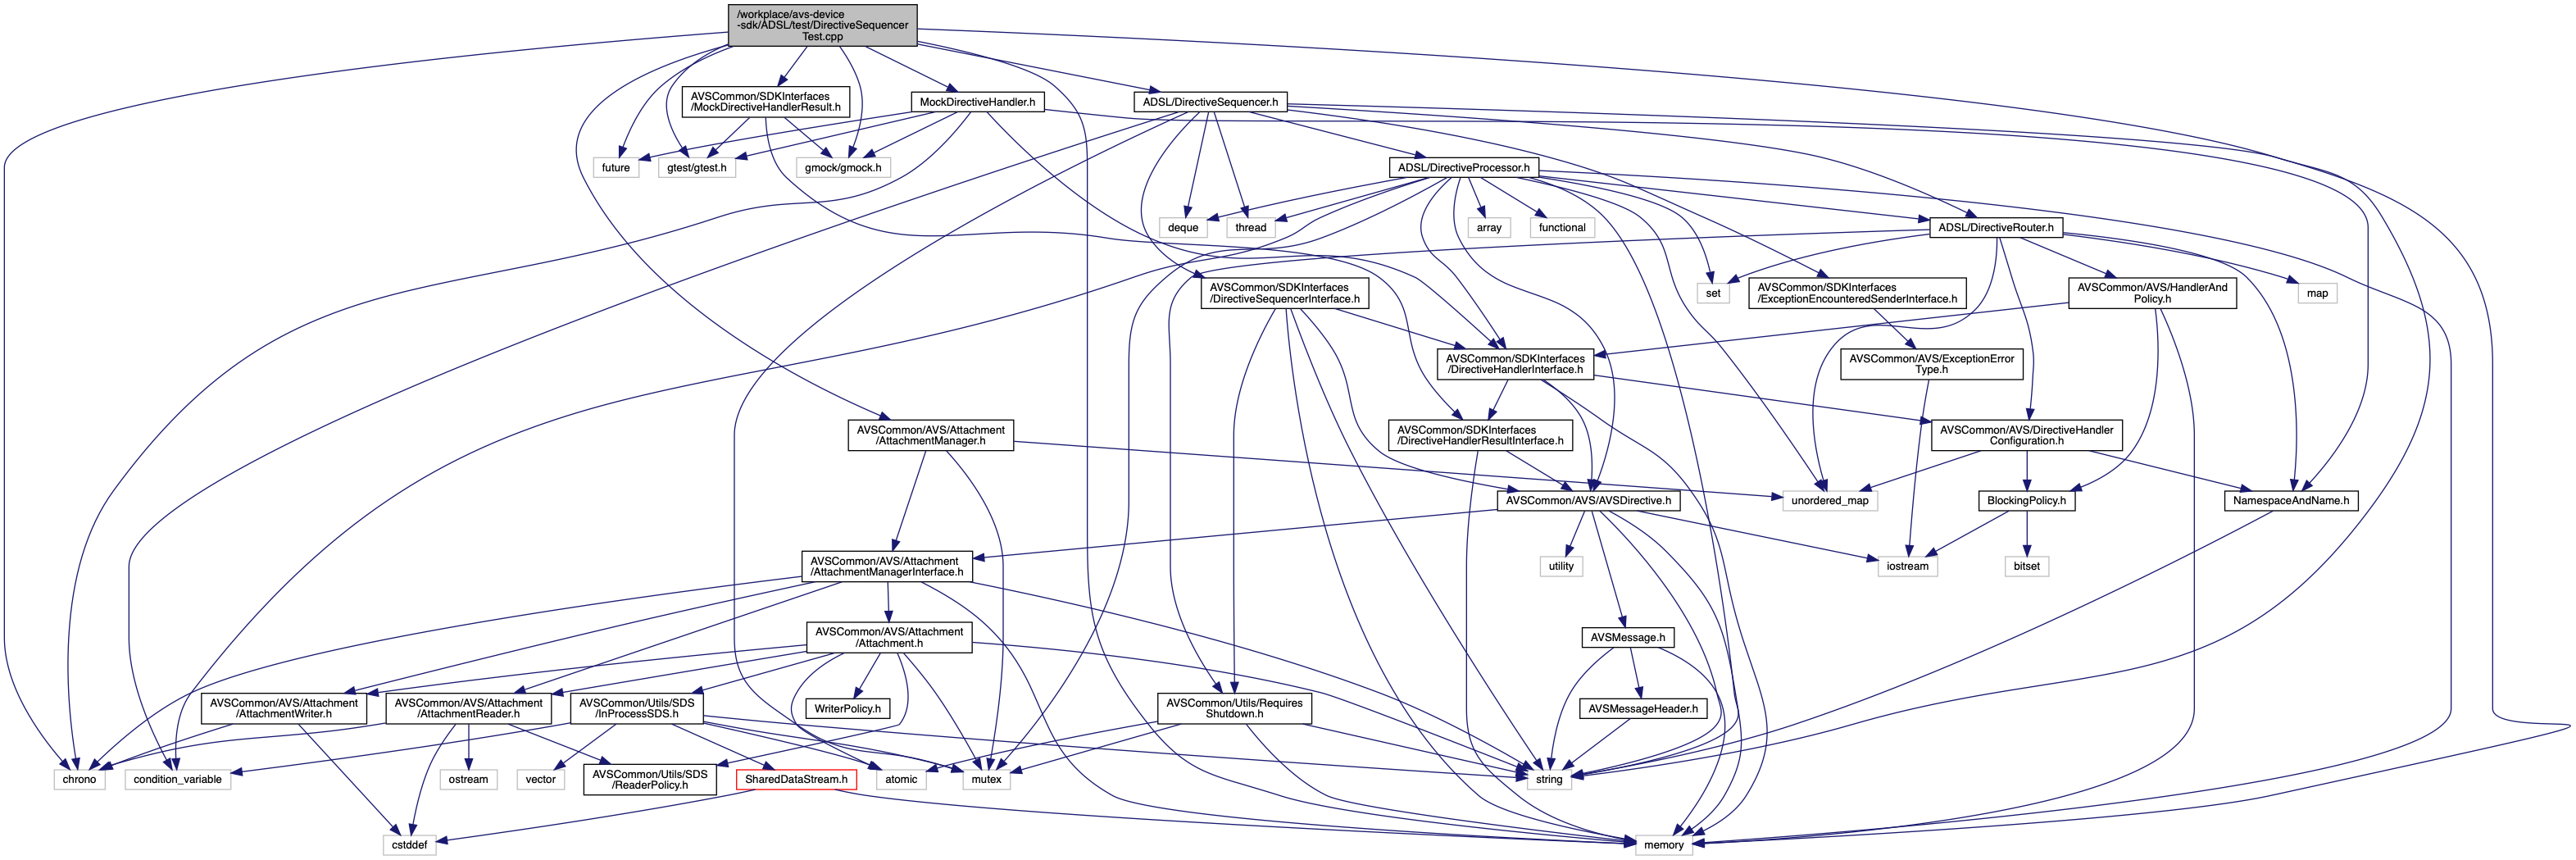 /workplace/avs-device
-sdk/ADSL/test/DirectiveSequencer
Test.cpp
AVSCommon/SDKInterfaces
/MockDirectiveHandlerResult.h
MockDirectiveHandler.h
ADSL/DirectiveSequencer.h
future
gtest/gtest.h
gmock/gmock.h
ADSL/DirectiveProcessor.h
deque
thread
array
functional
ADSL/DirectiveRouter.h
AVSCommon/SDKInterfaces
/DirectiveSequencerInterface.h
set
AVSCommon/SDKInterfaces
/ExceptionEncounteredSenderInterface.h
AVSCommon/AVS/HandlerAnd
Policy.h
map
AVSCommon/SDKInterfaces
/DirectiveHandlerInterface.h
AVSCommon/AVS/ExceptionError
Type.h
AVSCommon/AVS/Attachment
/AttachmentManager.h
AVSCommon/SDKInterfaces
/DirectiveHandlerResultInterface.h
AVSCommon/AVS/DirectiveHandler
Configuration.h
AVSCommon/AVS/AVSDirective.h
unordered_map
BlockingPolicy.h
NamespaceAndName.h
AVSCommon/AVS/Attachment
/AttachmentManagerInterface.h
utility
iostream
bitset
AVSCommon/AVS/Attachment
/Attachment.h
AVSMessage.h
AVSCommon/AVS/Attachment
/AttachmentWriter.h
AVSCommon/AVS/Attachment
/AttachmentReader.h
AVSCommon/Utils/SDS
/InProcessSDS.h
WriterPolicy.h
AVSCommon/Utils/Requires
Shutdown.h
AVSMessageHeader.h
chrono
condition_variable
ostream
vector
AVSCommon/Utils/SDS
/ReaderPolicy.h
SharedDataStream.h
atomic
mutex
string
cstddef
memory